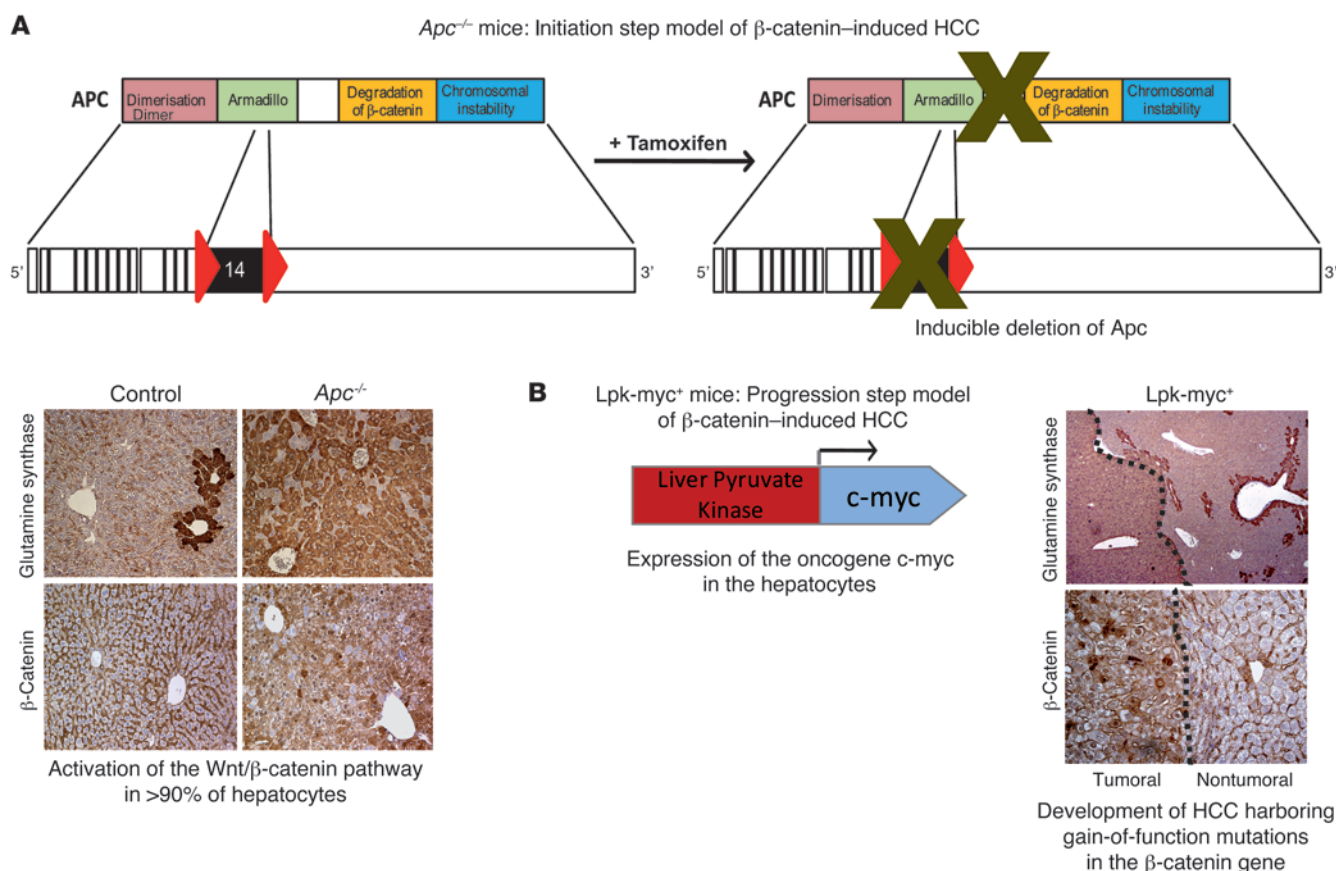 A
Apc–/– mice: Initiation step model of β-catenin–induced HCC
APC
Dimerisation
Dimer
Armadillo
Degradation
of β-catenin
Chromosomal
instability
+ Tamoxifen
APC
Dimerisation
Armadillo
X
Degradation
of β-catenin
Chromosomal
instability
5’
14
3’
5’
X
3’
Inducible deletion of Apc
Control
Apc-/-
Glutamine synthase
β-Catenin
Activation of the Wnt/β-catenin pathway
in >90% of hepatocytes
B
Lpk-myc+ mice: Progression step model
of β-catenin–induced HCC
Liver Pyruvate
Kinase
c-myc
Expression of the oncogene c-myc
in the hepatocytes
Lpk-myc+
Glutamine synthase
β-Catenin
Tumoral
Nontumoral
Development of HCC harboring
gain-of-function mutations
in the β-catenin gene